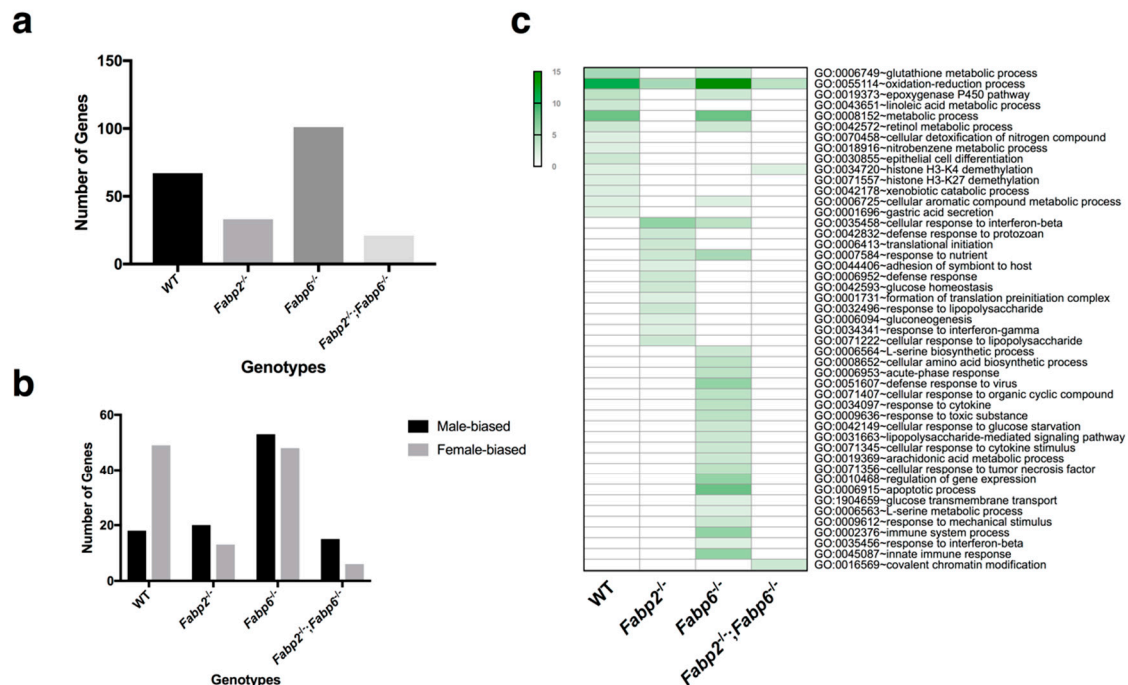 a
150
100
50
0
Number of Genes
WT
Fabp2-/-
Fabp6-/-
Fabp2-/-;Fabp6-/-
Genotypes
b
60
40
20
0
Number of Genes
WT
Fabp2-/-
Fabp6-/-
Fabp2-/-;Fabp6-/-
Genotypes
Male-biased
Female-biased
c
15
10
5
0
GO:0006749~glutathione metabolic process
GO:0055114~oxidation-reduction process
GO:0019373~epoxygenase P450 pathway
GO:0043651~linoleic acid metabolic process
GO:0008152~metabolic process
GO:0042572~retinol metabolic process
GO:0070458~cellular detoxification of nitrogen compound
GO:0018916~nitrobenzene metabolic process
GO:0030855~epithelial cell differentiation
GO:0034720~histone H3-K4 demethylation
GO:0071557~histone H3-K27 demethylation
GO:0042178~xenobiotic catabolic process
GO:0006725~cellular aromatic compound metabolic process
GO:0001696~gastric acid secretion
GO:0035458~cellular response to interferon-beta
GO:0042832~defense response to protozoan
GO:0006413~translational initiation
GO:0007584~response to nutrient
GO:0044406~adhesion of symbiont to host
GO:0006952~defense response
GO:0042593~glucose homeostasis
GO:0001731~formation of translation preinitiation complex
GO:0032496~response to lipopolysaccharide
GO:0006094~gluconeogenesis
GO:0034341~response to interferon-gamma
GO:0071222~cellular response to lipopolysaccharide
GO:0006564~L-serine biosynthetic process
GO:0008652~cellular amino acid biosynthetic process
GO:0006953~acute-phase response
GO:0051607~defense response to virus
GO:0071407~cellular response to organic cyclic compound
GO:0034097~response to cytokine
GO:0009636~response to toxic substance
GO:0042149~cellular response to glucose starvation
GO:0031663~lipopolysaccharide-mediated signaling pathway
GO:0071345~cellular response to cytokine stimulus
GO:0019369~arachidonic acid metabolic process
GO:0071356~cellular response to tumor necrosis factor
GO:0010468~regulation of gene expression
GO:0006915~apoptotic process
GO:1904659~glucose transmembrane transport
GO:0006563~L-serine metabolic process
GO:0009612~response to mechanical stimulus
GO:0002376~immune system process
GO:0035456~response to interferon-beta
GO:0045087~innate immune response
GO:0016569~covalent chromatin modification
WT
Fabp2-/-
Fabp6-/-
Fabp2-/-;Fabp6-/-